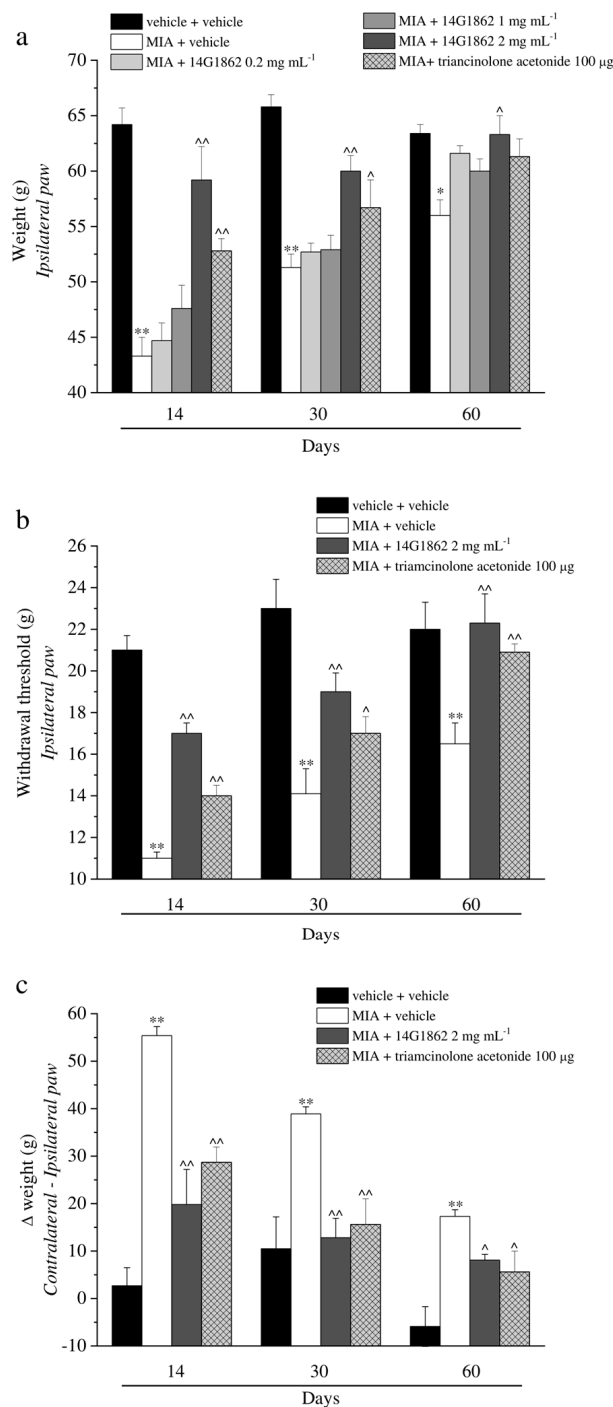 a
vehicle + vehicle
MIA + vehicle
MIA + 14G1862 0.2 mg mL⁻¹
MIA + 14G1862 1 mg mL⁻¹
MIA + 14G1862 2 mg mL⁻¹
MIA+ triancinolone acetonide 100 μg
Weight (g)
Ipsilateral paw
70
65
60
55
50
45
40
**
^^
^^
**
^^
^
*
^
14
30
60
Days
b
vehicle + vehicle
MIA + vehicle
MIA + 14G1862 2 mg mL⁻¹
MIA + triamcinolone acetonide 100 μg
Withdrawal threshold (g)
Ipsilateral paw
26
24
22
20
18
16
14
12
10
**
^^
^^
**
^^
^
**
^^
^^
14
30
60
Days
c
vehicle + vehicle
MIA + vehicle
MIA + 14G1862 2 mg mL⁻¹
MIA + triamcinolone acetonide 100 μg
Δ weight (g)
Contralateral - Ipsilateral paw
60
50
40
30
20
10
0
-10
**
^^
^^
**
^^
^^
**
^
^
14
30
60
Days